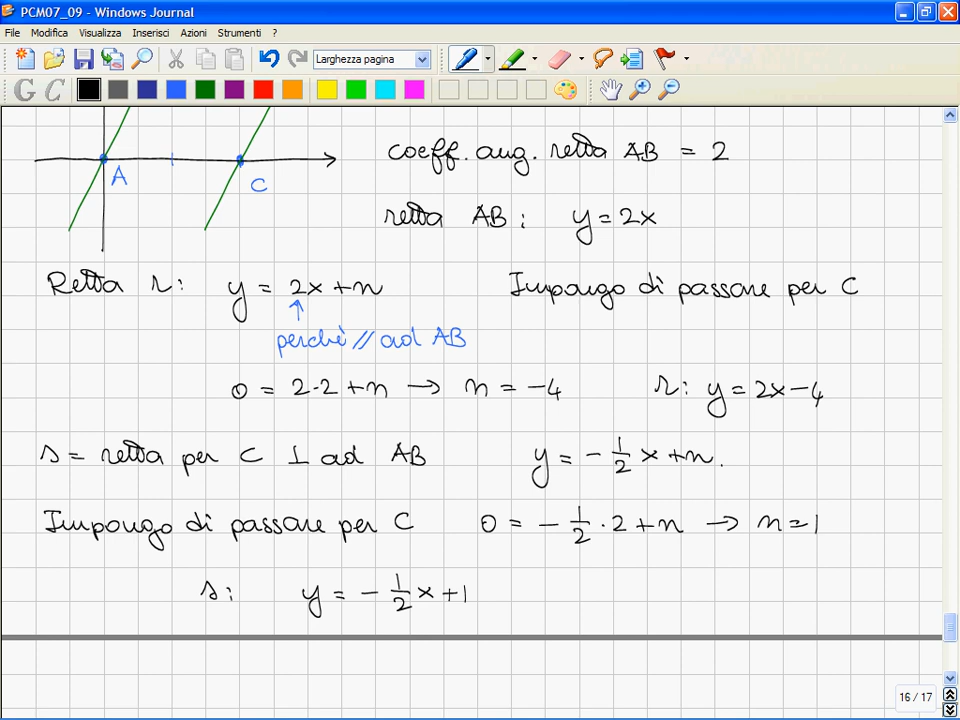 PCM07_09 - Windows Journal
File Modifica Visualizza Inserisci Azioni Strumenti ?
Larghezza pagina
G C
coeff. ang. retta AB = 2
A C
retta AB: y = 2x
Retta r: y = 2x + n Impongo di passare per C
↑
perchè // ad AB
0 = 2·2 + n → n = -4 r: y = 2x - 4
s = retta per C ⊥ ad AB y = - 1/2 x + n.
Impongo di passare per C 0 = - 1/2 · 2 + n → n = 1
s: y = - 1/2 x + 1
16 / 17